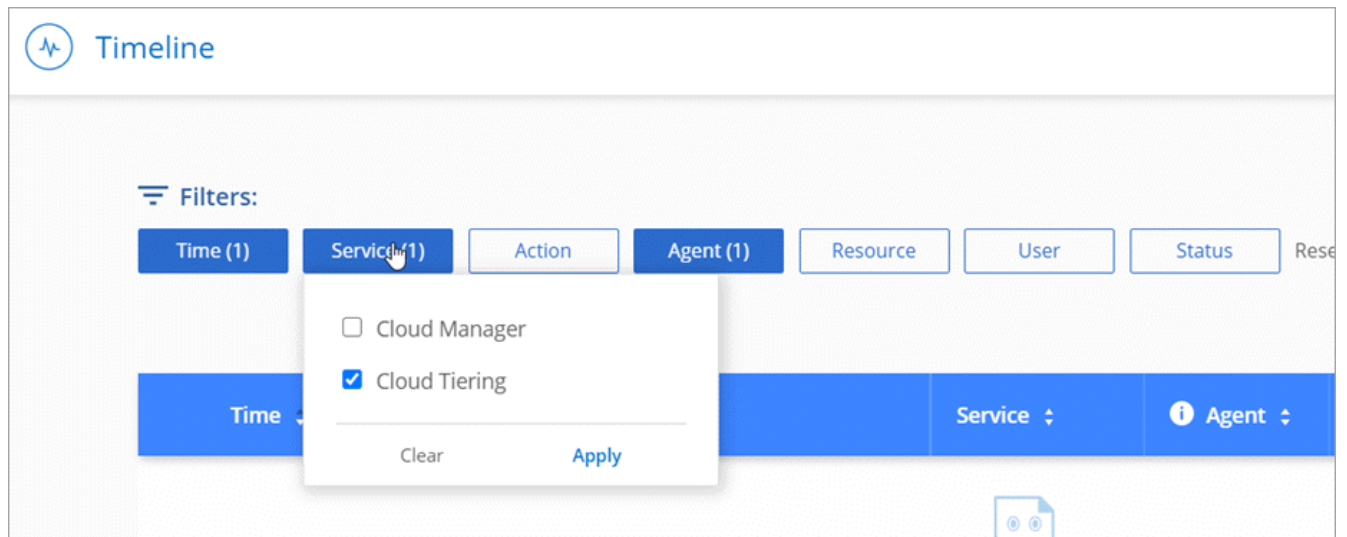 Timeline
Filters:
Time (1) Service (1) Action Agent (1) Resource User Status
Cloud Manager
Cloud Tiering
Time Service Agent
Clear Apply